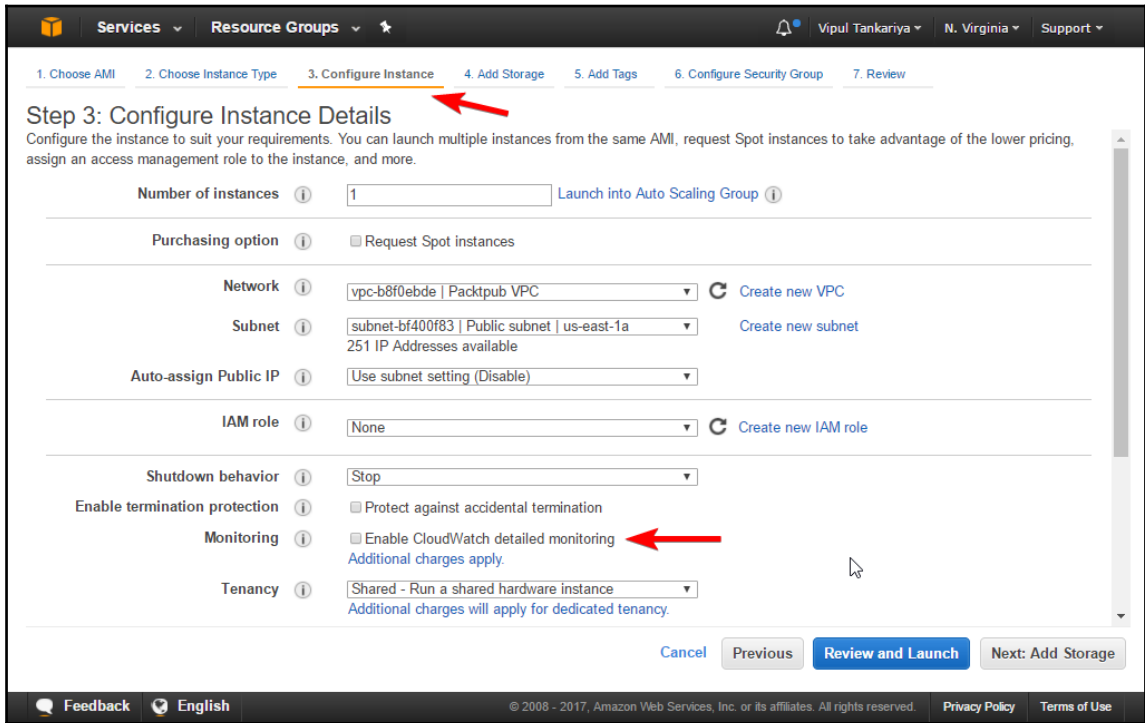 Services Resource Groups Vipul Tankariya N. Virginia Support
1. Choose AMI 2. Choose Instance Type 3. Configure Instance 4. Add Storage 5. Add Tags 6. Configure Security Group 7. Review
Step 3: Configure Instance Details
Configure the instance to suit your requirements. You can launch multiple instances from the same AMI, request Spot instances to take advantage of the lower pricing,
assign an access management role to the instance, and more.
Number of instances 1 Launch into Auto Scaling Group
Purchasing option Request Spot instances
Network vpc-b8f0ebde | Packtpub VPC Create new VPC
Subnet subnet-bf400f83 | Public subnet | us-east-1a Create new subnet
251 IP Addresses available
Auto-assign Public IP Use subnet setting (Disable)
IAM role None Create new IAM role
Shutdown behavior Stop
Enable termination protection Protect against accidental termination
Monitoring Enable CloudWatch detailed monitoring
Additional charges apply.
Tenancy Shared - Run a shared hardware instance
Additional charges will apply for dedicated tenancy.
Cancel Previous Review and Launch Next: Add Storage
Feedback English © 2008 - 2017, Amazon Web Services, Inc. or its affiliates. All rights reserved. Privacy Policy Terms of Use